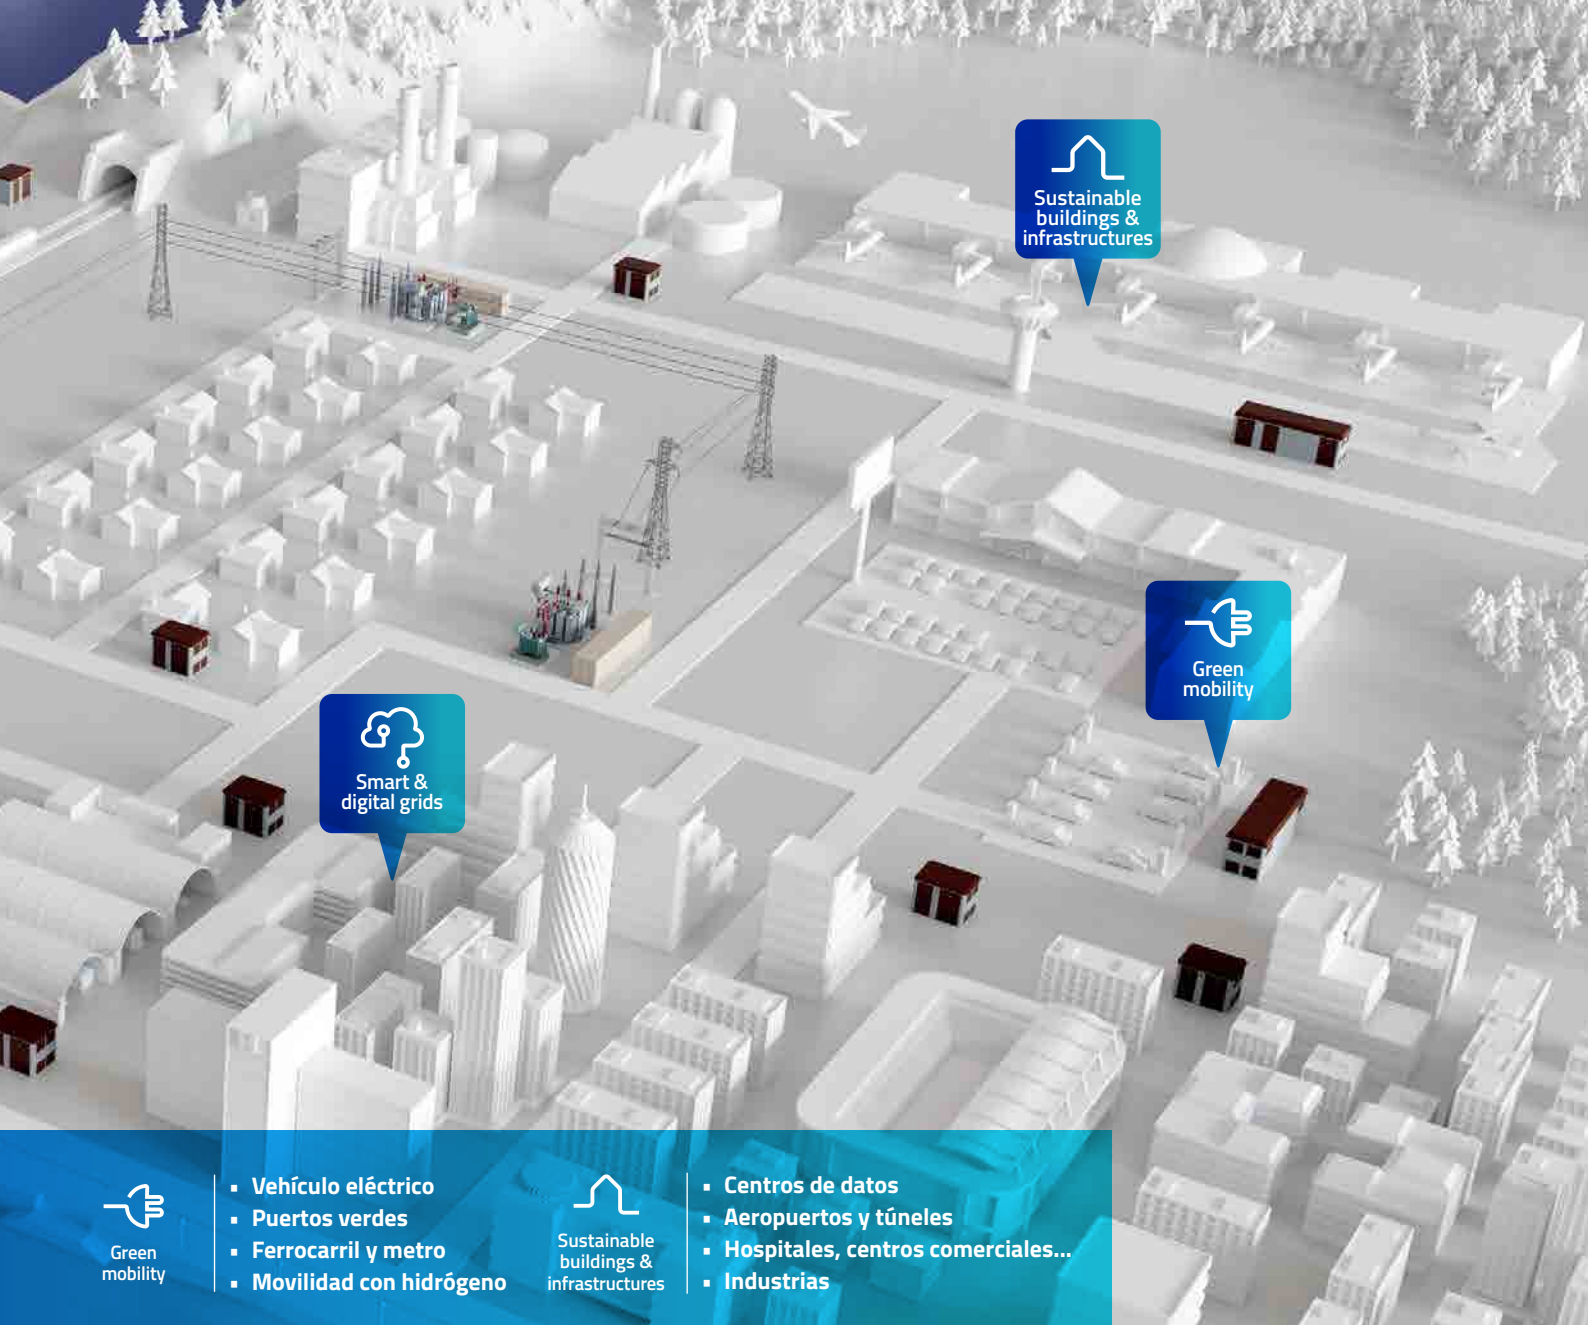 Sustainable
buildings &
infrastructures
Green
mobility
Smart &
digital grids
Green
mobility
▪ Vehículo eléctrico
▪ Puertos verdes
▪ Ferrocarril y metro
▪ Movilidad con hidrógeno
Sustainable
buildings &
infrastructures
▪ Centros de datos
▪ Aeropuertos y túneles
▪ Hospitales, centros comerciales...
▪ Industrias